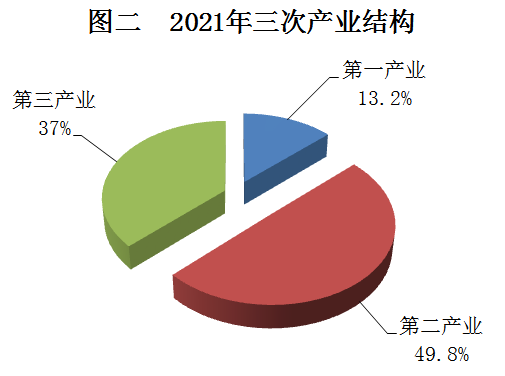 图二 2021年三次产业结构
第一产业
13.2%
第三产业
37%
第二产业
49.8%